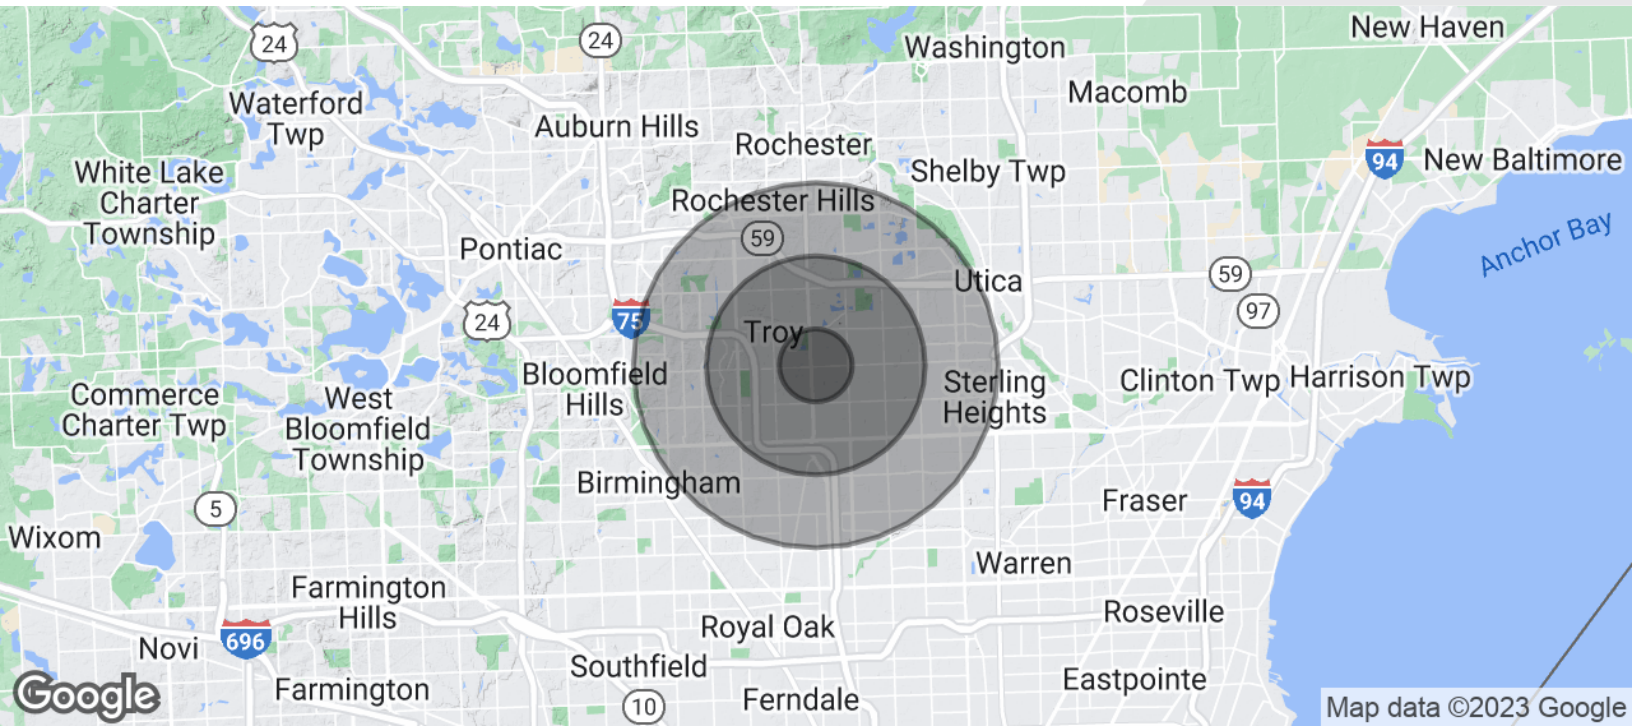 New Haven
24
24
Washington
Macomb
Waterford
Twp
Auburn Hills
Rochester
94
New Baltimore
White Lake
Charter
Township
Shelby Twp
Rochester Hills
Anchor Bay
59
Pontiac
Utica
59
97
24
75
Troy
Bloomfield
Hills
Sterling
Heights
Clinton Twp
Harrison Twp
Commerce
Charter Twp
West
Bloomfield
Township
Birmingham
94
Fraser
5
Wixom
Warren
Farmington
Hills
Roseville
Royal Oak
696
Novi
Southfield
Eastpointe
Google
Farmington
10
Ferndale
Map data ©2023 Google